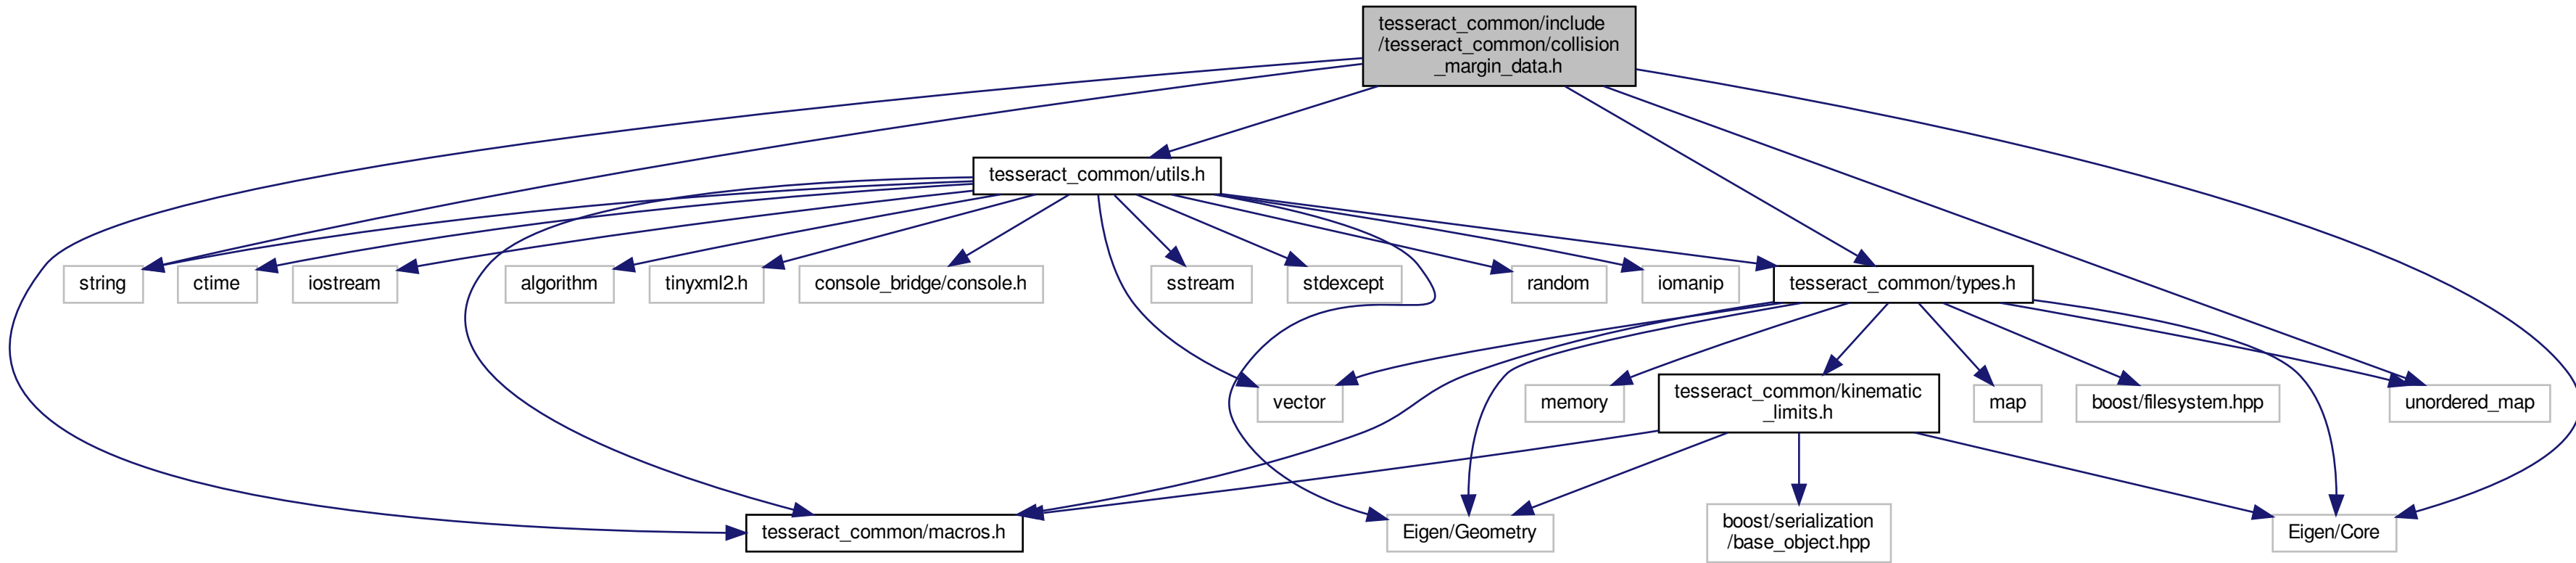 tesseract_common/include
/tesseract_common/collision
_margin_data.h
tesseract_common/utils.h
string
ctime
iostream
algorithm
tinyxml2.h
console_bridge/console.h
sstream
stdexcept
random
iomanip
tesseract_common/types.h
vector
memory
tesseract_common/kinematic
_limits.h
map
boost/filesystem.hpp
unordered_map
tesseract_common/macros.h
Eigen/Geometry
boost/serialization
/base_object.hpp
Eigen/Core